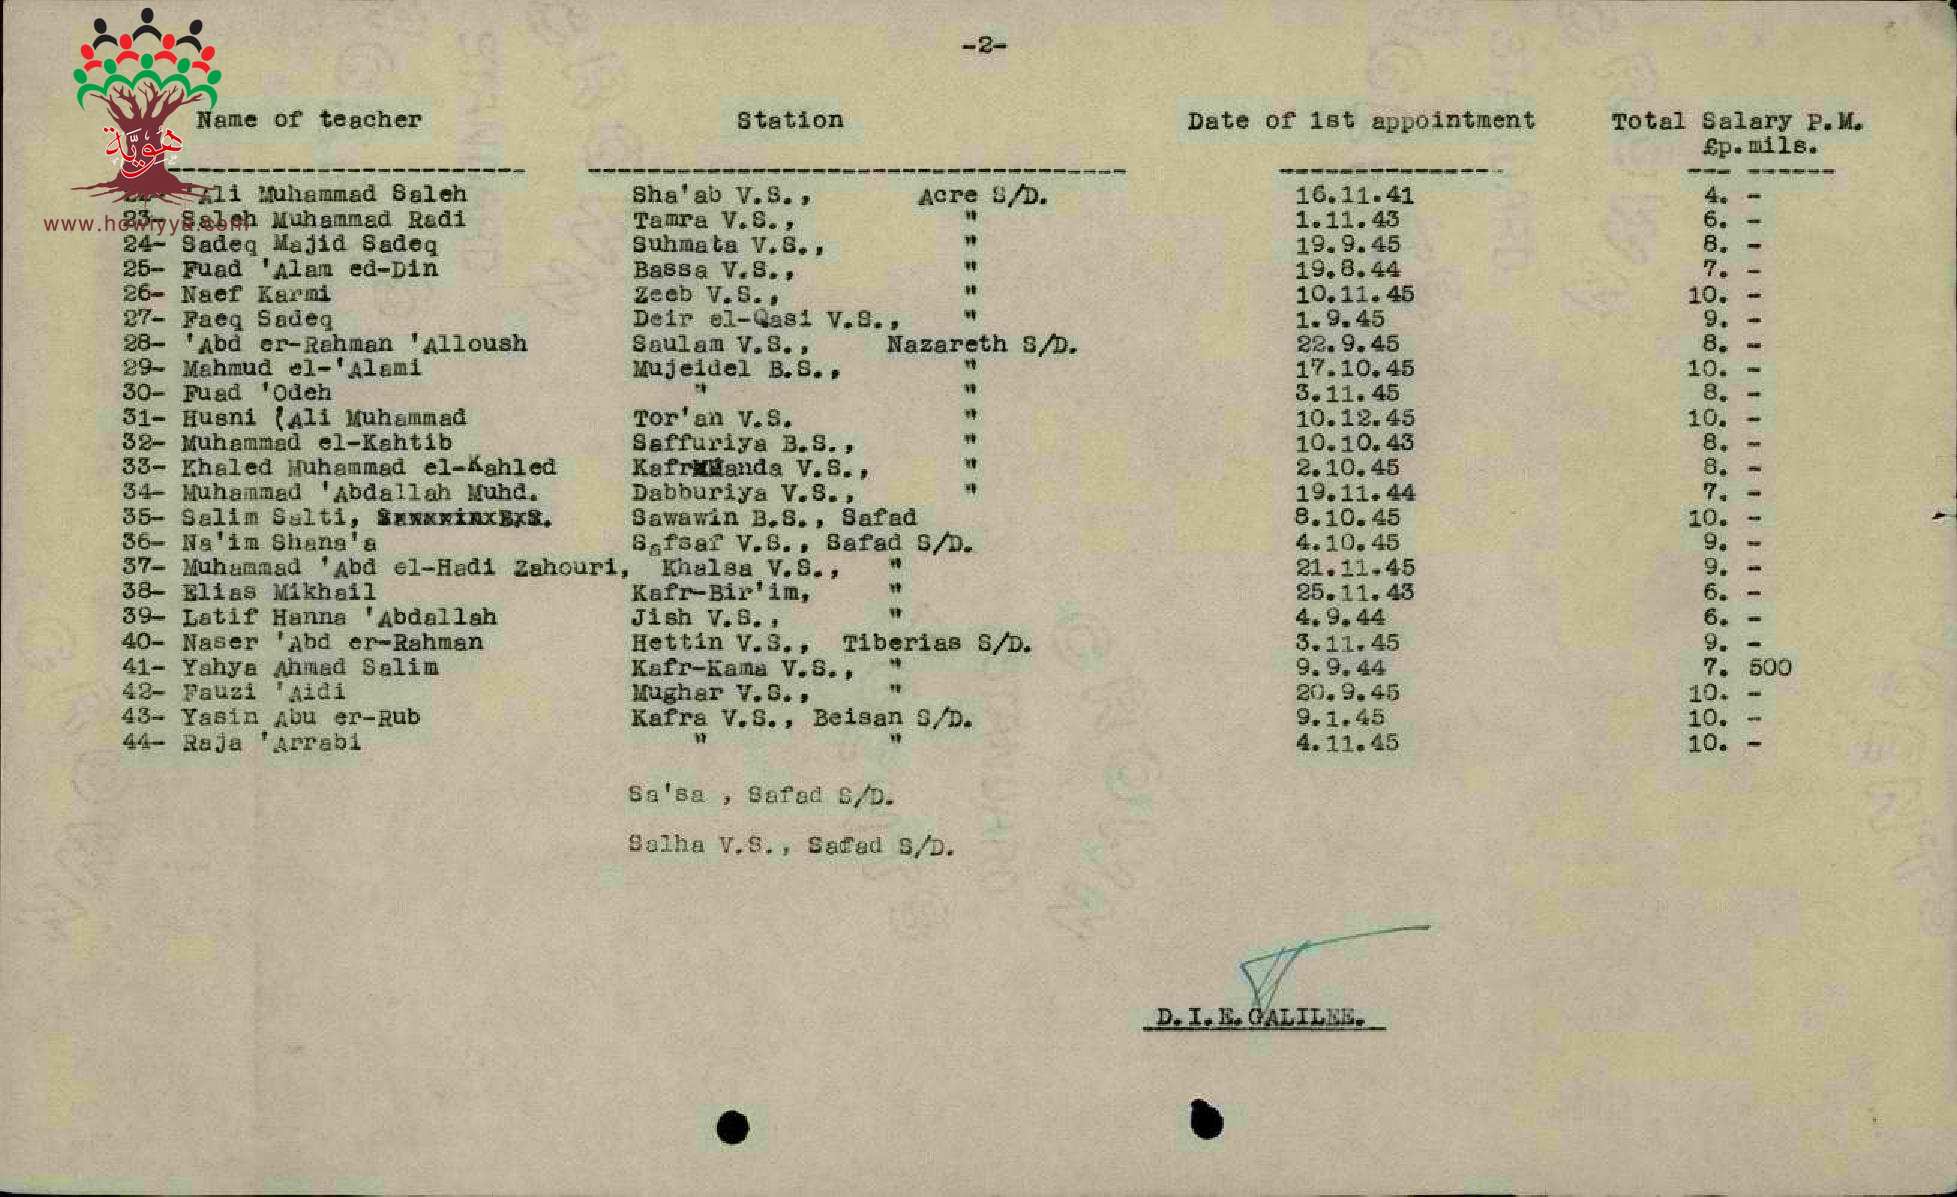 -2-
هويّة
www.howiyya.com
Name of teacher Station Date of 1st appointment Total Salary P.M.
£p. mils.
'Ali Muhammad Saleh Sha'ab V.S., Acre S/D. 16.11.41 4. -
23- Saleh Muhammad Radi Tamra V.S., " 1.11.43 6. -
24- Sadeq Majid Sadeq Suhmata V.S., " 19.9.45 8. -
25- Fuad 'Alam ed-Din Bassa V.S., " 19.8.44 7. -
26- Naef Karmi Zeeb V.S., " 10.11.45 10. -
27- Faeq Sadeq Deir el-Qasi V.S., " 1.9.45 9. -
28- 'Abd er-Rahman 'Alloush Saulam V.S., Nazareth S/D. 22.9.45 8. -
29- Mahmud el-'Alami Mujeidel B.S., " 17.10.45 10. -
30- Fuad 'Odeh " " 3.11.45 8. -
31- Husni (Ali Muhammad Tor'an V.S. " 10.12.45 10. -
32- Muhammad el-Kahtib Saffuriya B.S., " 10.10.43 8. -
33- Khaled Muhammad el-Kahled Kafr Manda V.S., " 2.10.45 8. -
34- Muhammad 'Abdallah Muhd. Dabburiya V.S., " 19.11.44 7. -
35- Salim Salti, Sawawin B.S., Safad 8.10.45 10. -
36- Na'im Shana'a Safsaf V.S., Safad S/D. 4.10.45 9. -
37- Muhammad 'Abd el-Hadi Zahouri, Khalsa V.S., " 21.11.45 9. -
38- Elias Mikhail Kafr-Bir'im, " 25.11.43 6. -
39- Latif Hanna 'Abdallah Jish V.S., " 4.9.44 6. -
40- Naser 'Abd er-Rahman Hettin V.S., Tiberias S/D. 3.11.45 9. -
41- Yahya Ahmad Salim Kafr-Kama V.S., " 9.9.44 7. 500
42- Fauzi 'Aidi Mughar V.S., " 20.9.45 10. -
43- Yasin Abu er-Rub Kafra V.S., Beisan S/D. 9.1.45 10. -
44- Raja 'Arrabi " " 4.11.45 10. -
Sa'sa , Safad S/D.
Salha V.S., Safad S/D.
D.I.E.GALILEE.